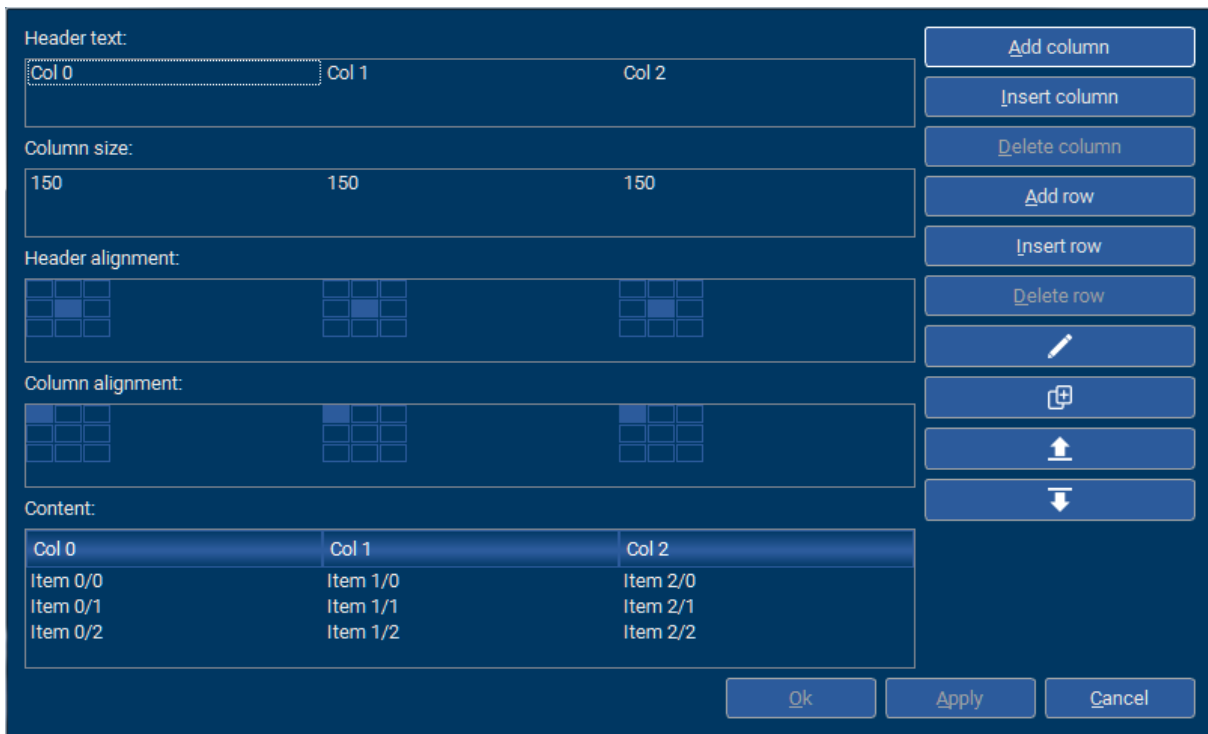 Header text:
Col 0 Col 1 Col 2
Column size:
150 150 150
Header alignment:
Column alignment:
Content:
Col 0 Col 1 Col 2
Item 0/0 Item 1/0 Item 2/0
Item 0/1 Item 1/1 Item 2/1
Item 0/2 Item 1/2 Item 2/2
Add column
Insert column
Delete column
Add row
Insert row
Delete row
Ok Apply Cancel